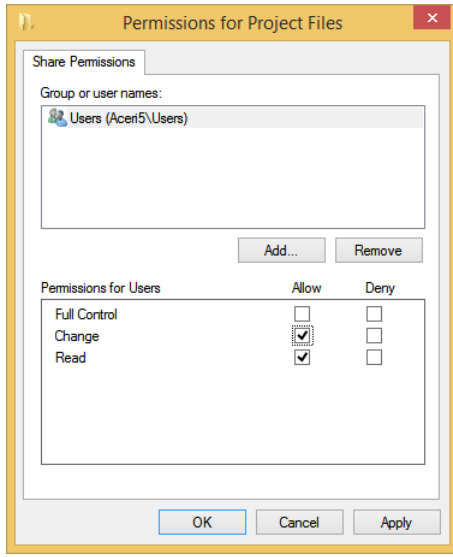 Permissions for Project Files
Share Permissions
Group or user names:
Users (Aceri5\Users)
Add... Remove
Permissions for Users Allow Deny
Full Control
Change
Read
OK Cancel Apply